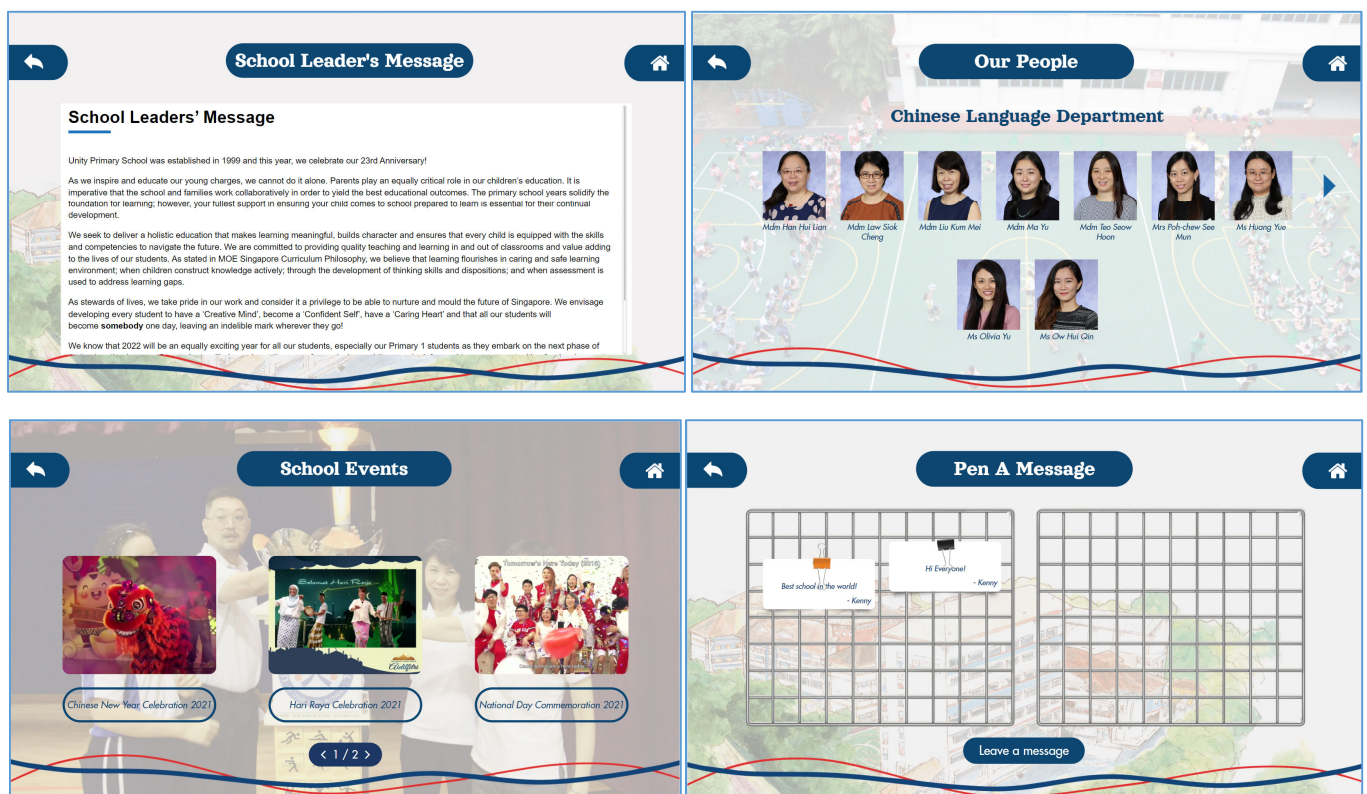 School Leader's Message
School Leaders' Message
Unity Primary School was established in 1999 and this year, we celebrate our 23rd Anniversary!
As we inspire and educate our young charges, we cannot do it alone. Parents play an equally critical role in our children's education. It is
imperative that the school and families work collaboratively in order to yield the best educational outcomes. The primary school years solidify the
foundation for learning; however, your fullest support in ensuring your child comes to school prepared to learn is essential for their continual
development.
We seek to deliver a holistic education that makes learning meaningful, builds character and ensures that every child is equipped with the skills
and competencies to navigate the future. We are committed to providing quality teaching and learning in and out of classrooms and value adding
to the lives of our students. As stated in MOE Singapore Curriculum Philosophy, we believe that learning flourishes in caring and safe learning
environment; when children construct knowledge actively; through the development of thinking skills and dispositions; and when assessment is
used to address learning gaps.
As stewards of lives, we take pride in our work and consider it a privilege to be able to nurture and mould the future of Singapore. We envisage
developing every student to have a 'Creative Mind', become a 'Confident Self', have a 'Caring Heart' and that all our students will
become somebody one day, leaving an indelible mark wherever they go!
We know that 2022 will be an equally exciting year for all our students, especially our Primary 1 students as they embark on the next phase of
Our People
Chinese Language Department
Mdm Han Hui Lian
Mdm Law Siok
Cheng
Mdm Liu Kum Mei
Mdm Ma Yu
Mdm Teo Seow
Hoon
Mrs Poh-chew See
Mun
Ms Huang Yue
Ms Olivia Yu
Ms Ow Hui Qin
School Events
Selamat Hari Raya
Aidilfitri
Tomorrow's Here Today (2016)
Chinese New Year Celebration 2021
Hari Raya Celebration 2021
National Day Commemoration 2021
< 1 / 2 >
Pen A Message
Best school in the world!
- Kenny
Hi Everyone!
- Kenny
Leave a message